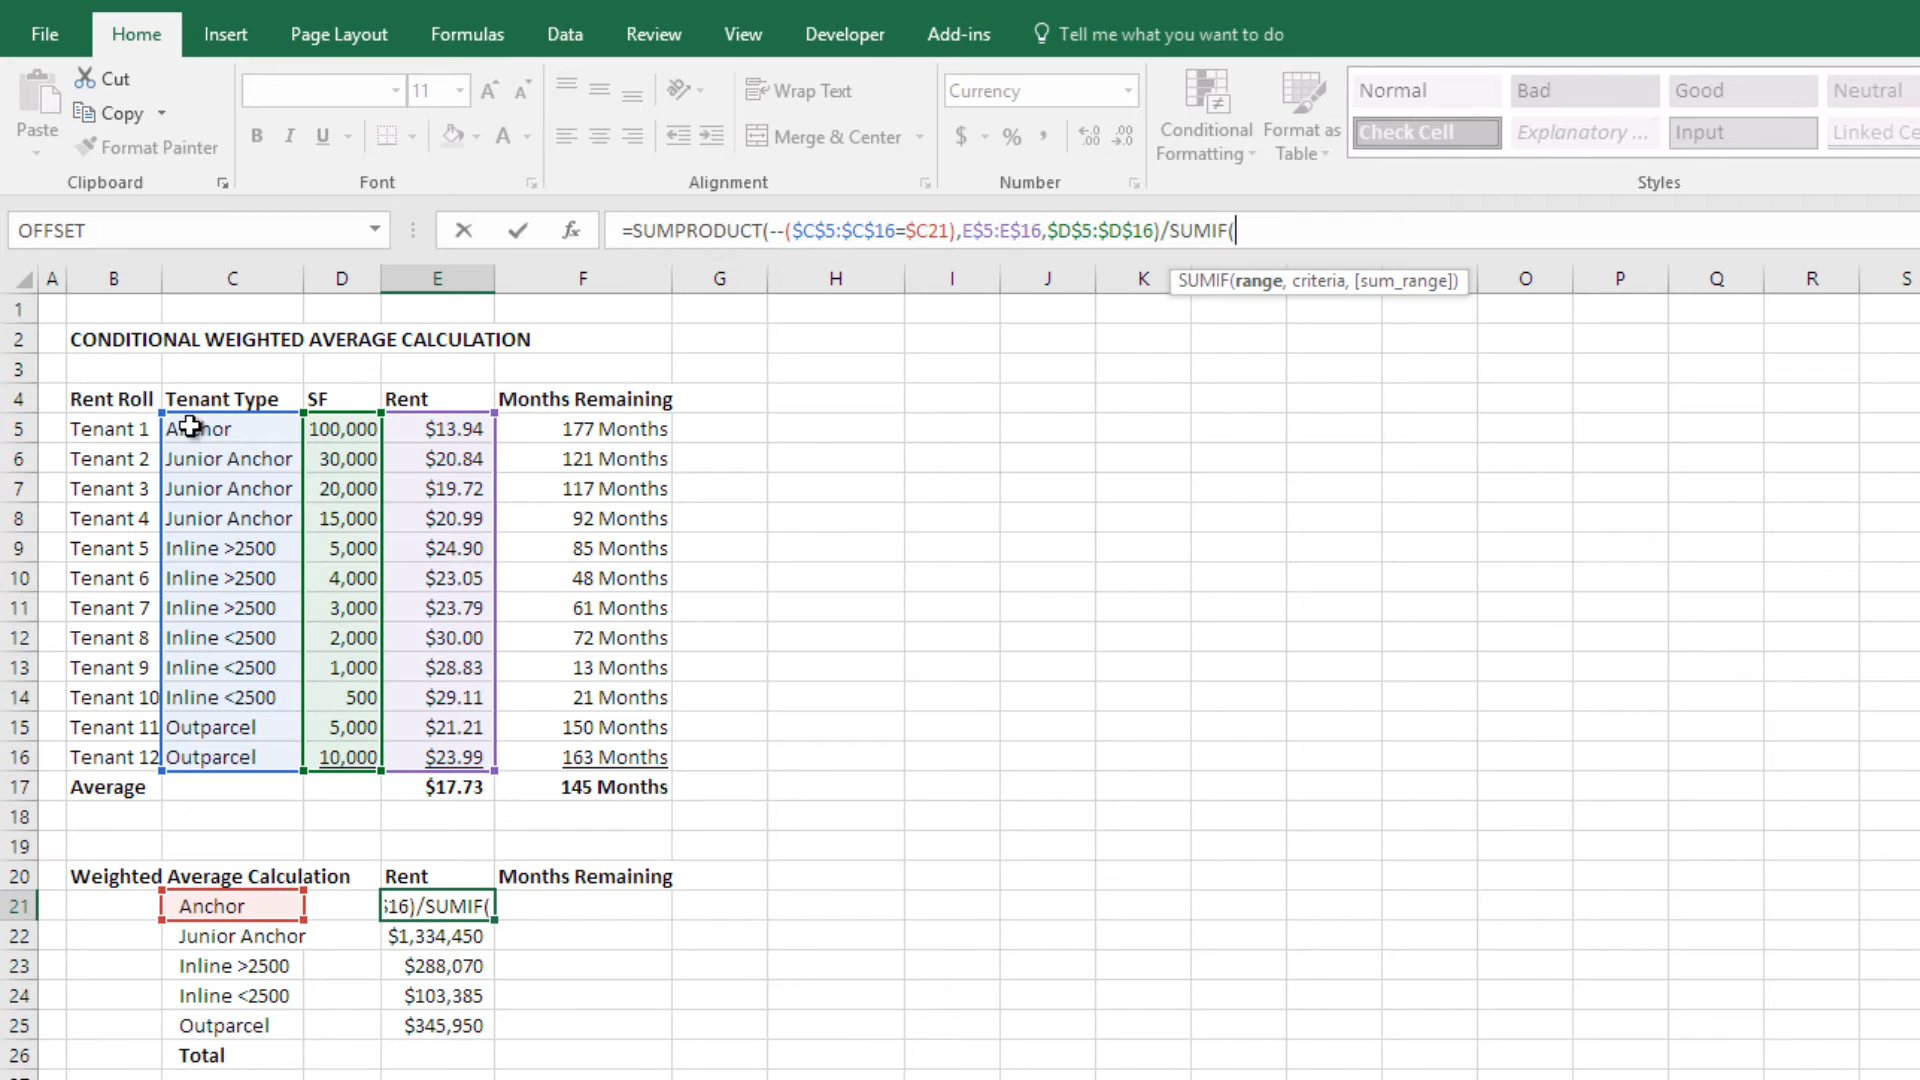 File Home Insert Page Layout Formulas Data Review View Developer Add-ins Tell me what you want to do
Cut
Copy
Paste
Format Painter
Clipboard
11
A A
B I U A
Font
Wrap Text
Merge & Center
Alignment
Currency
$ % ,
Number
Conditional Formatting
Format as Table
Normal Bad Good Neutral
Check Cell Explanatory ... Input Linked Ce
Styles
OFFSET fx =SUMPRODUCT(--($C$5:$C$16=$C21),E$5:E$16,$D$5:$D$16)/SUMIF(
SUMIF(range, criteria, [sum_range])
A B C D E F G H I J K O P Q R S
1
2 CONDITIONAL WEIGHTED AVERAGE CALCULATION
3
4 Rent Roll Tenant Type SF Rent Months Remaining
5 Tenant 1 Anchor 100,000 $13.94 177 Months
6 Tenant 2 Junior Anchor 30,000 $20.84 121 Months
7 Tenant 3 Junior Anchor 20,000 $19.72 117 Months
8 Tenant 4 Junior Anchor 15,000 $20.99 92 Months
9 Tenant 5 Inline >2500 5,000 $24.90 85 Months
10 Tenant 6 Inline >2500 4,000 $23.05 48 Months
11 Tenant 7 Inline >2500 3,000 $23.79 61 Months
12 Tenant 8 Inline <2500 2,000 $30.00 72 Months
13 Tenant 9 Inline <2500 1,000 $28.83 13 Months
14 Tenant 10 Inline <2500 500 $29.11 21 Months
15 Tenant 11 Outparcel 5,000 $21.21 150 Months
16 Tenant 12 Outparcel 10,000 $23.99 163 Months
17 Average $17.73 145 Months
18
19
20 Weighted Average Calculation Rent Months Remaining
21 Anchor $16)/SUMIF(
22 Junior Anchor $1,334,450
23 Inline >2500 $288,070
24 Inline <2500 $103,385
25 Outparcel $345,950
26 Total